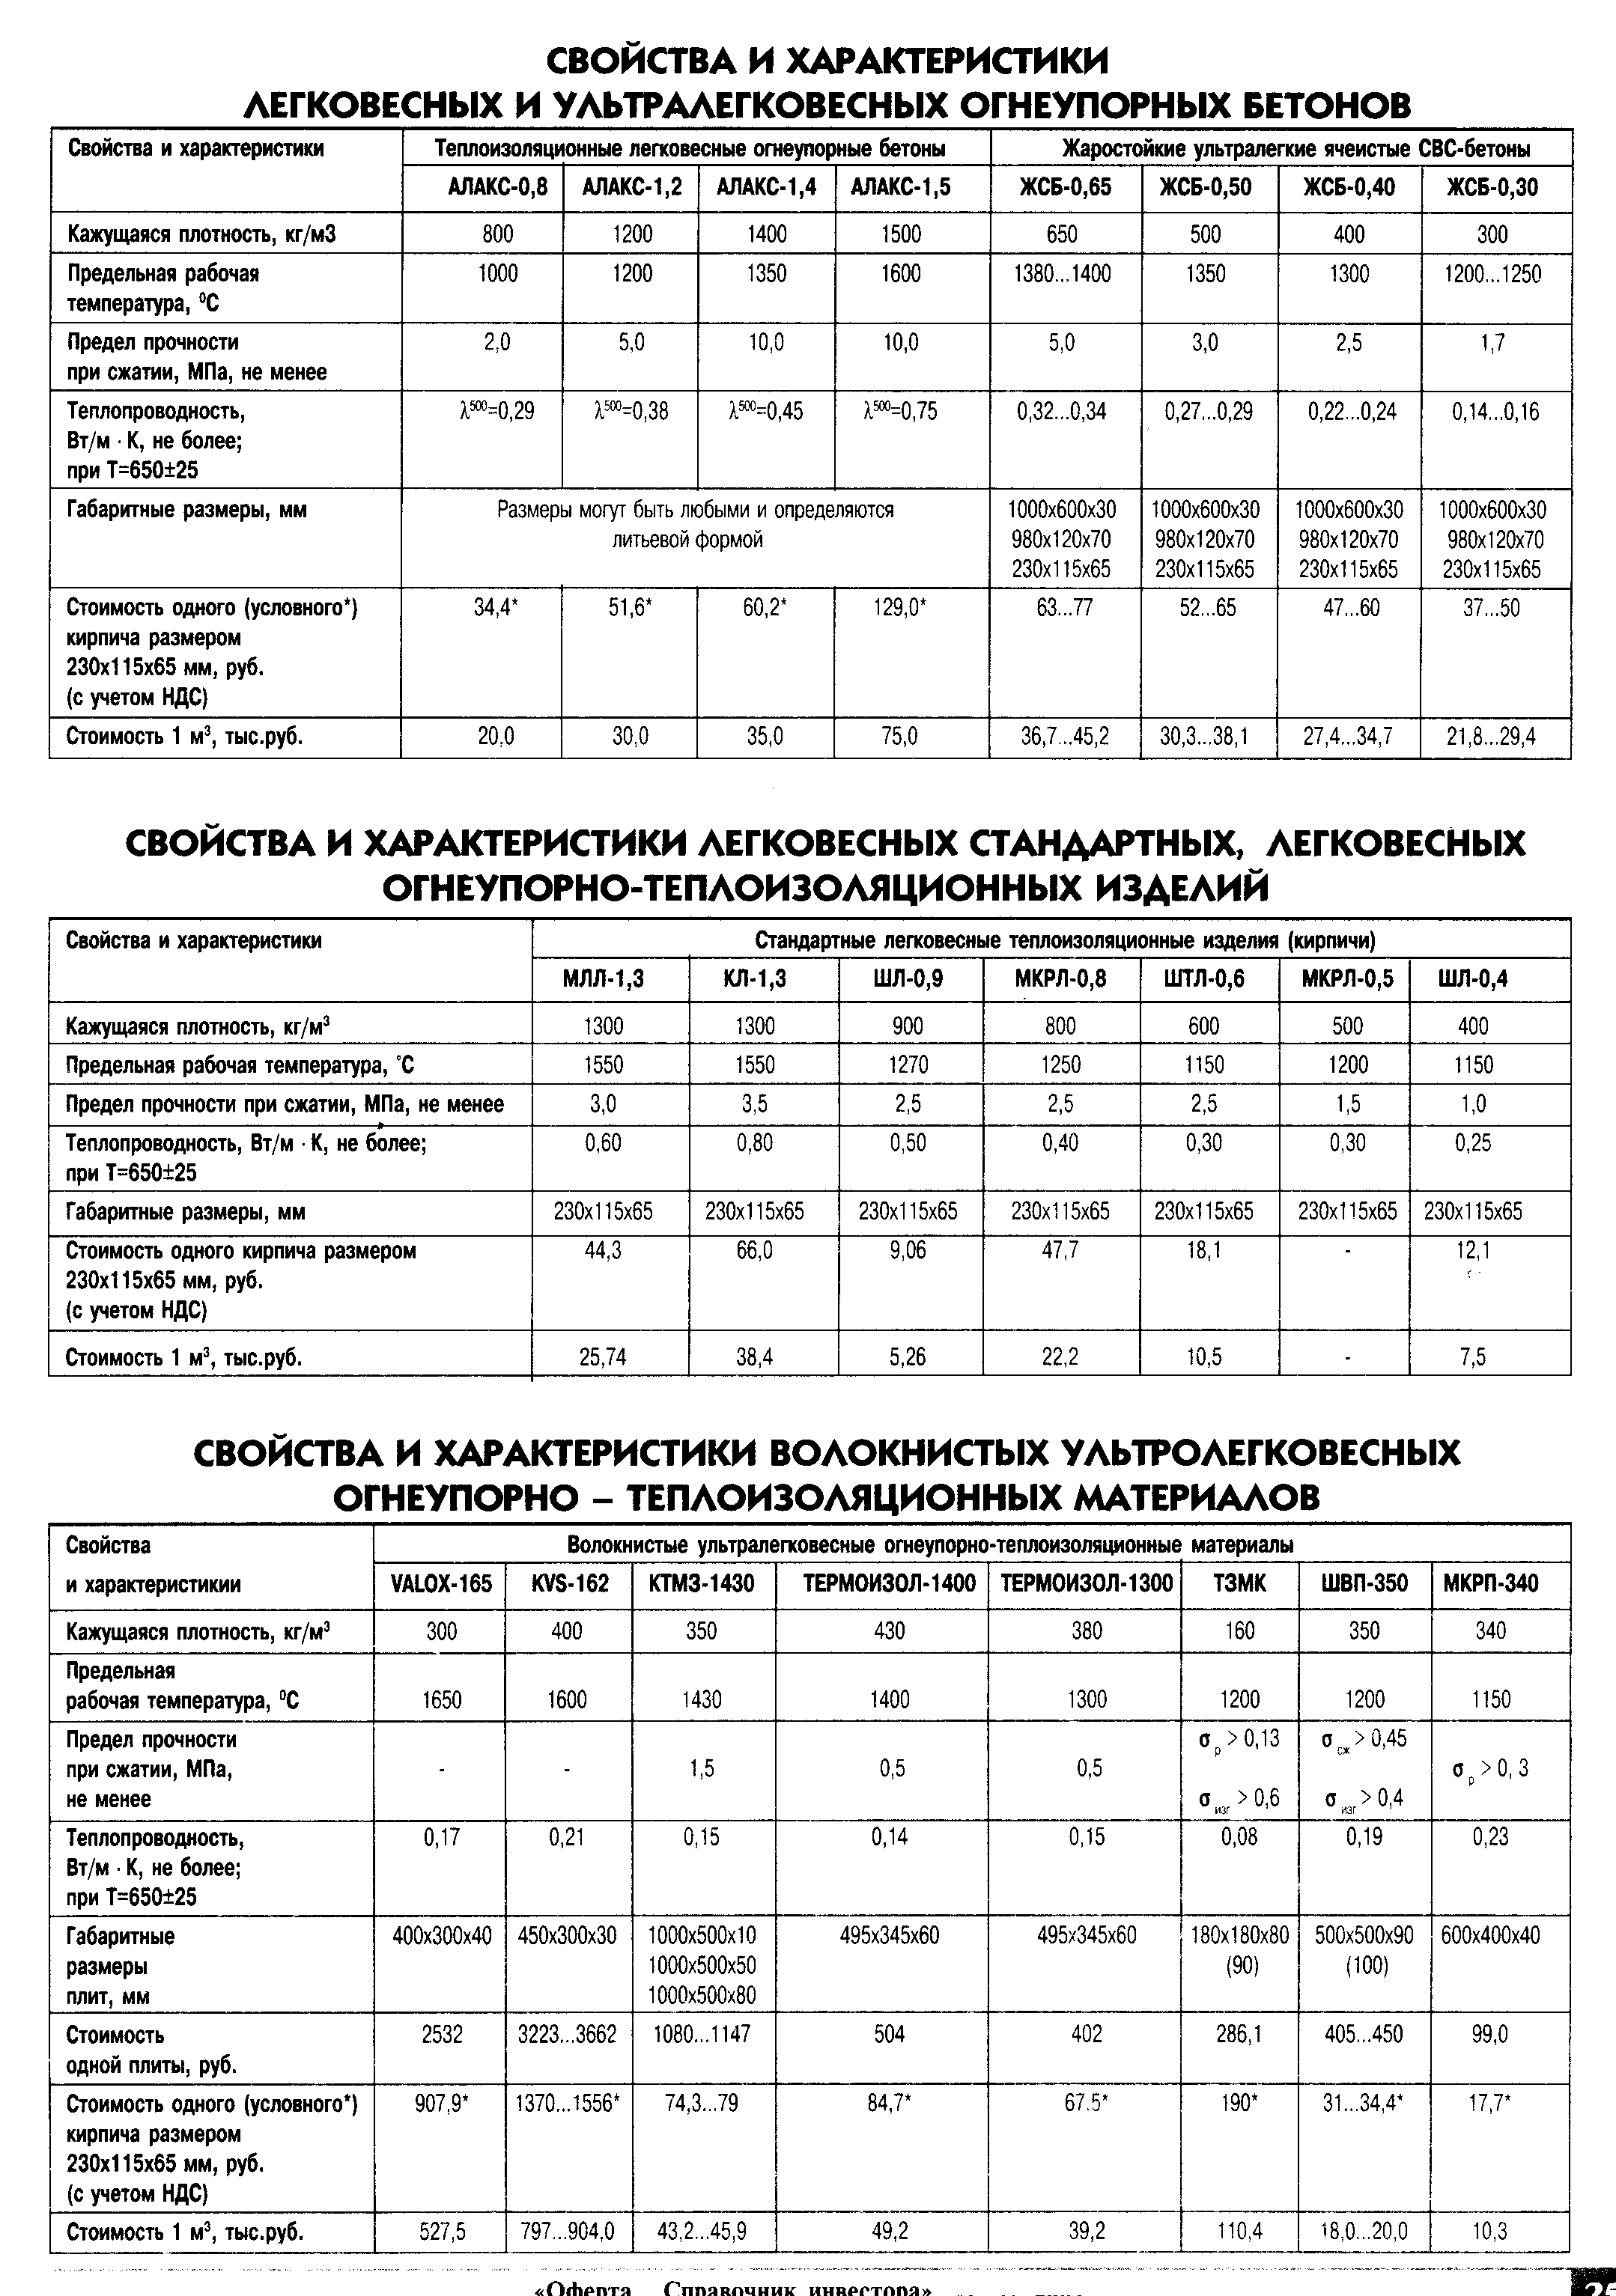 СВОЙСТВА И ХАРАКТЕРИСТИКИ
ЛЕГКОВЕСНЫХ И УЛЬТРАЛЕГКОВЕСНЫХ ОГНЕУПОРНЫХ БЕТОНОВ
Свойства и характеристики Теплоизоляционные легковесные огнеупорные бетоны Жаростойкие ультралегкие ячеистые СВС-бетоны
АЛАКС-0,8 АЛАКС-1,2 АЛАКС-1,4 АЛАКС-1,5 ЖСБ-0,65 ЖСБ-0,50 ЖСБ-0,40 ЖСБ-0,30
Кажущаяся плотность, кг/м3 800 1200 1400 1500 650 500 400 300
Предельная рабочая 1000 1200 1350 1600 1380...1400 1350 1300 1200...1250
температура, ⁰С
Предел прочности 2,0 5,0 10,0 10,0 5,0 3,0 2,5 1,7
при сжатии, МПа, не менее
Теплопроводность, λ⁵⁰⁰=0,29 λ⁵⁰⁰=0,38 λ⁵⁰⁰=0,45 λ⁵⁰⁰=0,75 0,32...0,34 0,27...0,29 0,22...0,24 0,14...0,16
Вт/м · К, не более;
при Т=650±25
Габаритные размеры, мм Размеры могут быть любыми и определяются 1000х600х30 1000х600х30 1000х600х30 1000х600х30
литьевой формой 980х120х70 980х120х70 980х120х70 980х120х70
230х115х65 230х115х65 230х115х65 230х115х65
Стоимость одного (условного*) 34,4* 51,6* 60,2* 129,0* 63...77 52...65 47...60 37...50
кирпича размером
230х115х65 мм, руб.
(с учетом НДС)
Стоимость 1 м³, тыс.руб. 20,0 30,0 35,0 75,0 36,7...45,2 30,3...38,1 27,4...34,7 21,8...29,4
СВОЙСТВА И ХАРАКТЕРИСТИКИ ЛЕГКОВЕСНЫХ СТАНДАРТНЫХ, ЛЕГКОВЕСНЫХ
ОГНЕУПОРНО-ТЕПЛОИЗОЛЯЦИОННЫХ ИЗДЕЛИЙ
Свойства и характеристики Стандартные легковесные теплоизоляционные изделия (кирпичи)
МЛЛ-1,3 КЛ-1,3 ШЛ-0,9 МКРЛ-0,8 ШТЛ-0,6 МКРЛ-0,5 ШЛ-0,4
Кажущаяся плотность, кг/м³ 1300 1300 900 800 600 500 400
Предельная рабочая температура, °С 1550 1550 1270 1250 1150 1200 1150
Предел прочности при сжатии, МПа, не менее 3,0 3,5 2,5 2,5 2,5 1,5 1,0
Теплопроводность, Вт/м · К, не более; 0,60 0,80 0,50 0,40 0,30 0,30 0,25
при Т=650±25
Габаритные размеры, мм 230х115х65 230х115х65 230х115х65 230х115х65 230х115х65 230х115х65 230х115х65
Стоимость одного кирпича размером 44,3 66,0 9,06 47,7 18,1 - 12,1
230х115х65 мм, руб.
(с учетом НДС)
Стоимость 1 м³, тыс.руб. 25,74 38,4 5,26 22,2 10,5 - 7,5
СВОЙСТВА И ХАРАКТЕРИСТИКИ ВОЛОКНИСТЫХ УЛЬТРОЛЕГКОВЕСНЫХ
ОГНЕУПОРНО – ТЕПЛОИЗОЛЯЦИОННЫХ МАТЕРИАЛОВ
Свойства Волокнистые ультралегковесные огнеупорно-теплоизоляционные материалы
и характеристикии VALOX-165 KVS-162 КТМЗ-1430 ТЕРМОИЗОЛ-1400 ТЕРМОИЗОЛ-1300 ТЗМК ШВП-350 МКРП-340
Кажущаяся плотность, кг/м³ 300 400 350 430 380 160 350 340
Предельная
рабочая температура, ⁰С 1650 1600 1430 1400 1300 1200 1200 1150
Предел прочности σр > 0,13 σсж > 0,45
при сжатии, МПа, - - 1,5 0,5 0,5 σр > 0, 3
не менее σизг > 0,6 σизг > 0,4
Теплопроводность, 0,17 0,21 0,15 0,14 0,15 0,08 0,19 0,23
Вт/м · К, не более;
при Т=650±25
Габаритные 400х300х40 450х300х30 1000х500х10 495х345х60 495х345х60 180х180х80 500х500х90 600х400х40
размеры 1000х500х50 (90) (100)
плит, мм 1000х500х80
Стоимость 2532 3223...3662 1080...1147 504 402 286,1 405...450 99,0
одной плиты, руб.
Стоимость одного (условного*) 907,9* 1370...1556* 74,3...79 84,7* 67.5* 190* 31...34,4* 17,7*
кирпича размером
230х115х65 мм, руб.
(с учетом НДС)
Стоимость 1 м³, тыс.руб. 527,5 797...904,0 43,2...45,9 49,2 39,2 110,4 18,0...20,0 10,3
«Оферта Справочник инвестора»